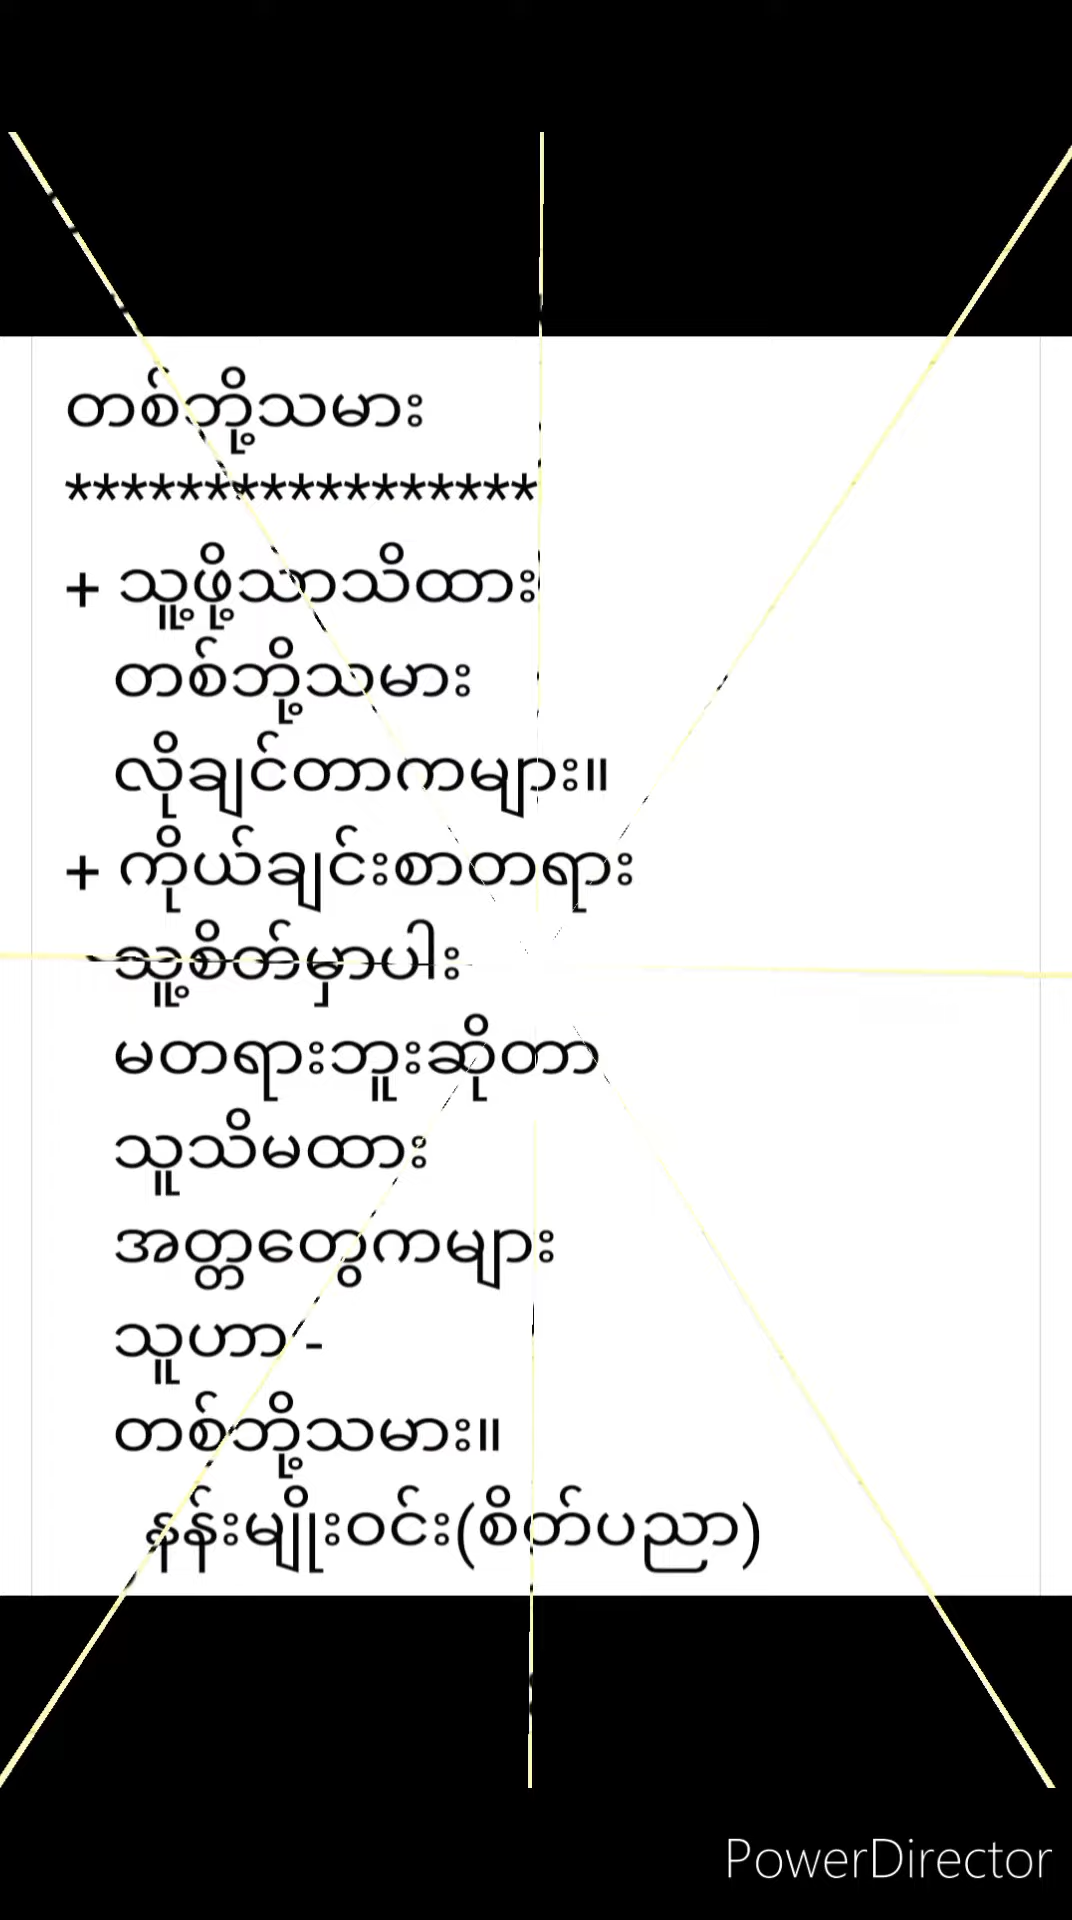 တစ်ဘို့သမား
*****************
+ သူ့ဖို့သာသိထား
တစ်ဘို့သမား
လိုချင်တာကများ။
+ ကိုယ်ချင်းစာတရား
သူ့စိတ်မှာပါး
မတရားဘူးဆိုတာ
သူသိမထား
အတ္တတွေကများ
သူဟာ -
တစ်ဘို့သမား။
နန်းမျိုးဝင်း(စိတ်ပညာ)
PowerDirector